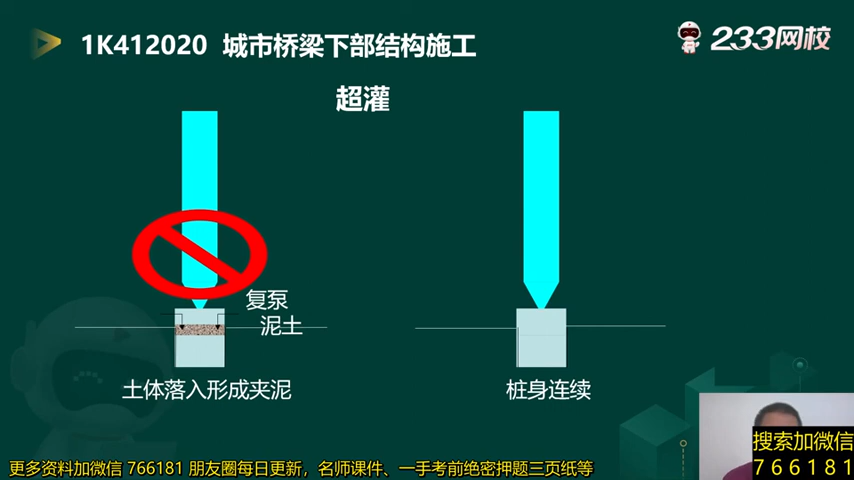 1K412020 城市桥梁下部结构施工
233网校
超灌
复泵
泥土
土体落入形成夹泥
桩身连续
搜索加微信
766181
更多资料加微信 766181 朋友圈每日更新，名师课件、一手考前绝密押题三页纸等